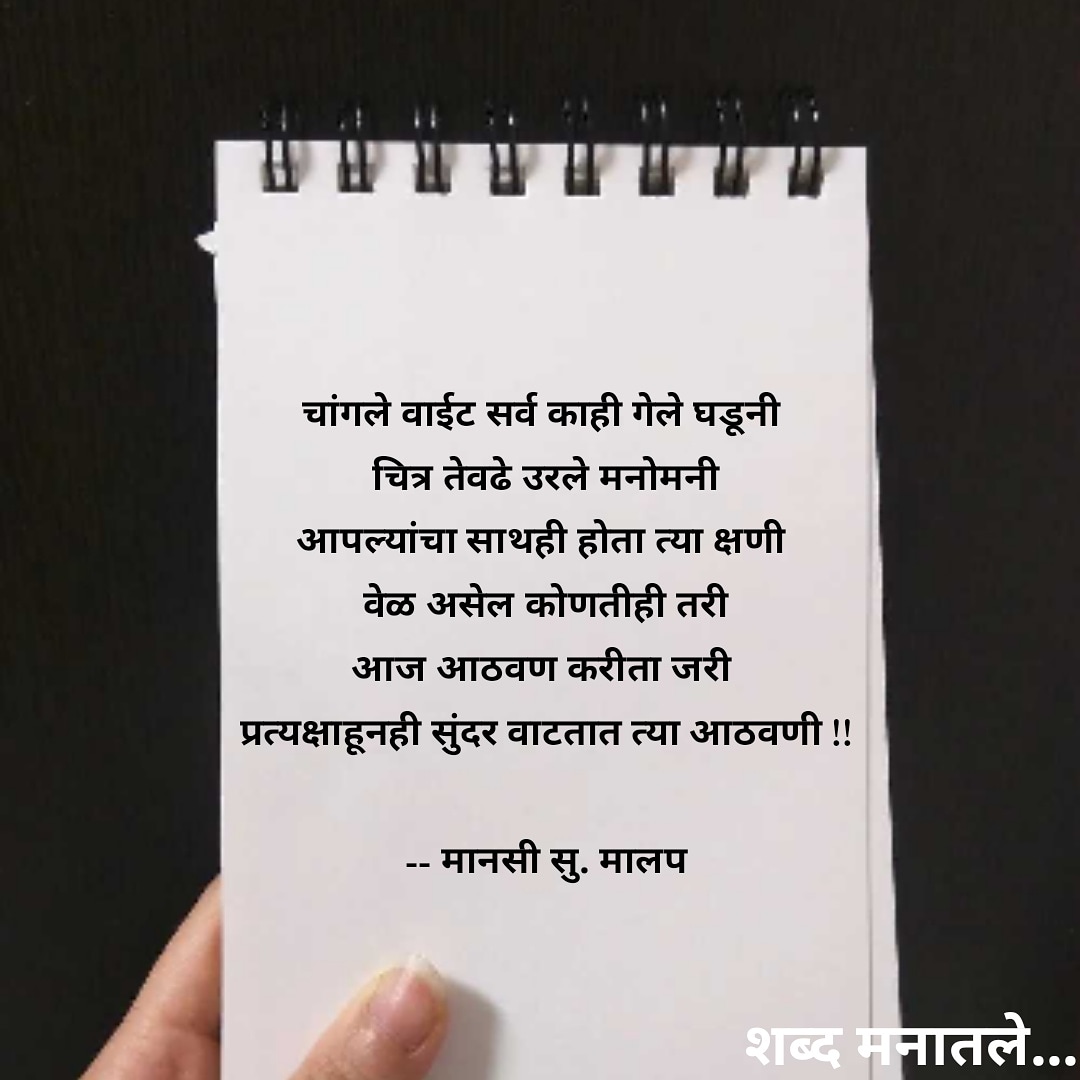 चांगले वाईट सर्व काही गेले घडूनी
चित्र तेवढे उरले मनोमनी
आपल्यांचा साथही होता त्या क्षणी
वेळ असेल कोणतीही तरी
आज आठवण करीता जरी
प्रत्यक्षाहूनही सुंदर वाटतात त्या आठवणी !!
-- मानसी सु. मालप
शब्द मनातले...